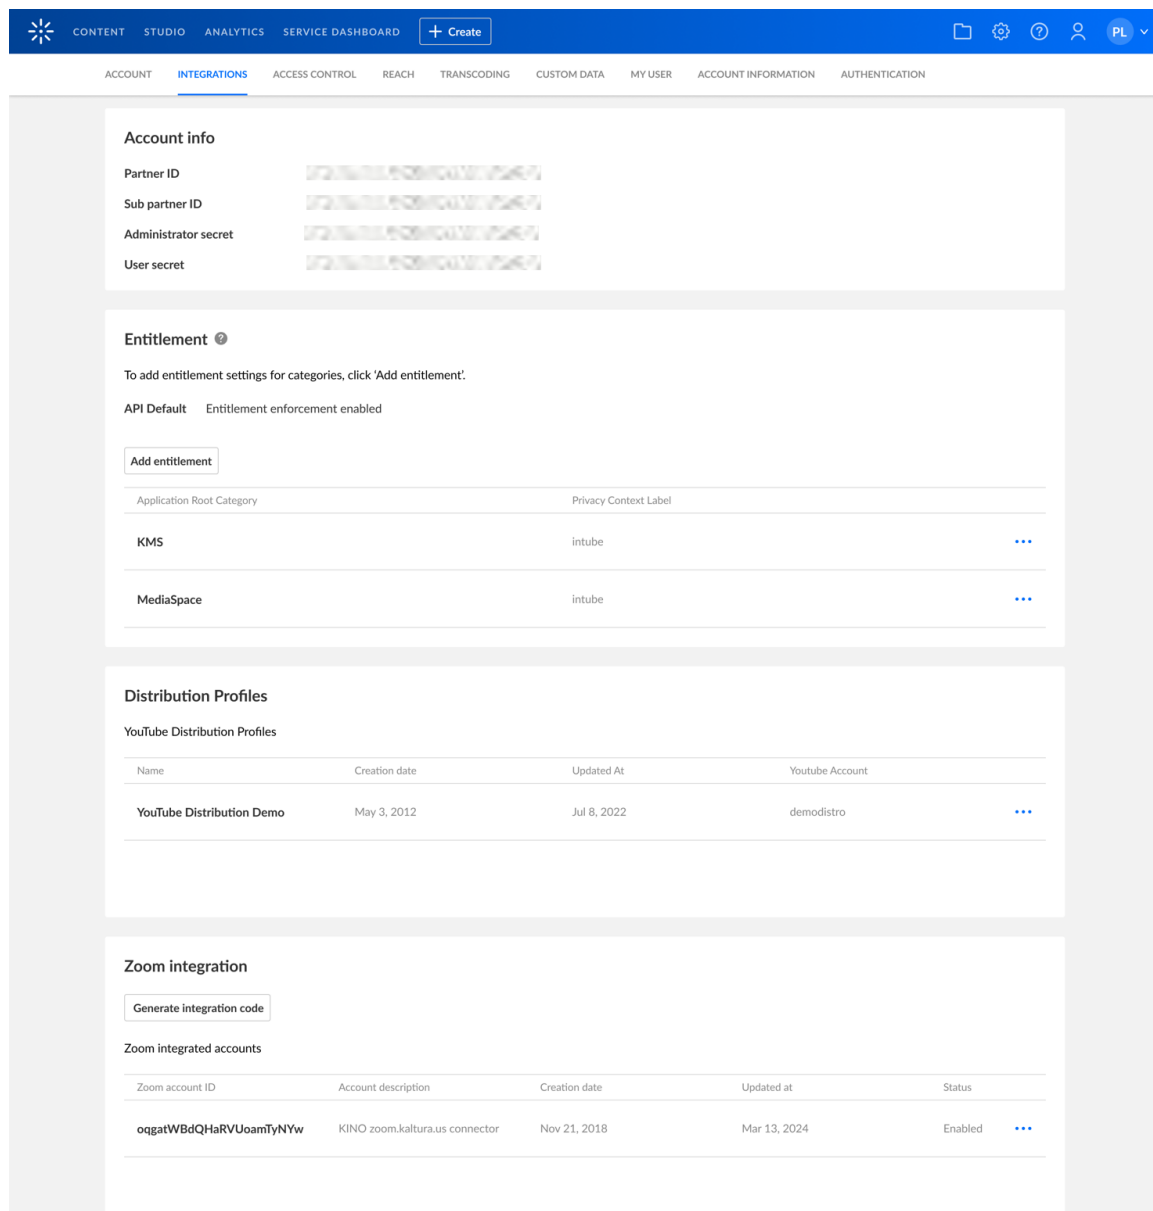 CONTENT STUDIO ANALYTICS SERVICE DASHBOARD + Create PL
ACCOUNT INTEGRATIONS ACCESS CONTROL REACH TRANSCODING CUSTOM DATA MY USER ACCOUNT INFORMATION AUTHENTICATION
Account info
Partner ID
Sub partner ID
Administrator secret
User secret
Entitlement ?
To add entitlement settings for categories, click ‘Add entitlement’.
API Default Entitlement enforcement enabled
Add entitlement
Application Root Category Privacy Context Label
KMS intube
MediaSpace intube
Distribution Profiles
YouTube Distribution Profiles
Name Creation date Updated At Youtube Account
YouTube Distribution Demo May 3, 2012 Jul 8, 2022 demodistro
Zoom integration
Generate integration code
Zoom integrated accounts
Zoom account ID Account description Creation date Updated at Status
oqgatWBdQHaRVUoamTyNYw KINO zoom.kaltura.us connector Nov 21, 2018 Mar 13, 2024 Enabled